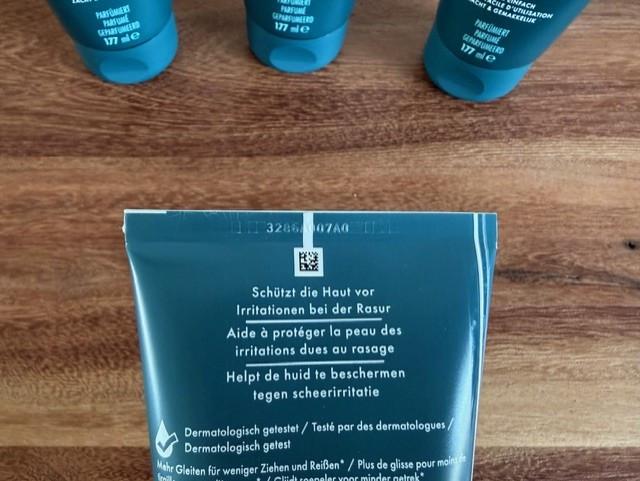 PARFÜMIERT
PARFUMÉ
GEPARFUMEERD
177 ml e
PARFÜMIERT
PARFUMÉ
GEPARFUMEERD
177 ml e
EINFACH
FACILE D'UTILISATION
ZACHT & GEMAKKELIJK
PARFÜMIERT
PARFUMÉ
GEPARFUMEERD
177 ml e
3286A007A0
Schützt die Haut vor
Irritationen bei der Rasur
Aide à protéger la peau des
irritations dues au rasage
Helpt de huid te beschermen
tegen scheerirritatie
Dermatologisch getestet / Testé par des dermatologues /
Dermatologisch getest
Mehr Gleiten für weniger Ziehen und Reißen* / Plus de glisse pour moins de
/ Glijdt soepeler voor minder getrek*